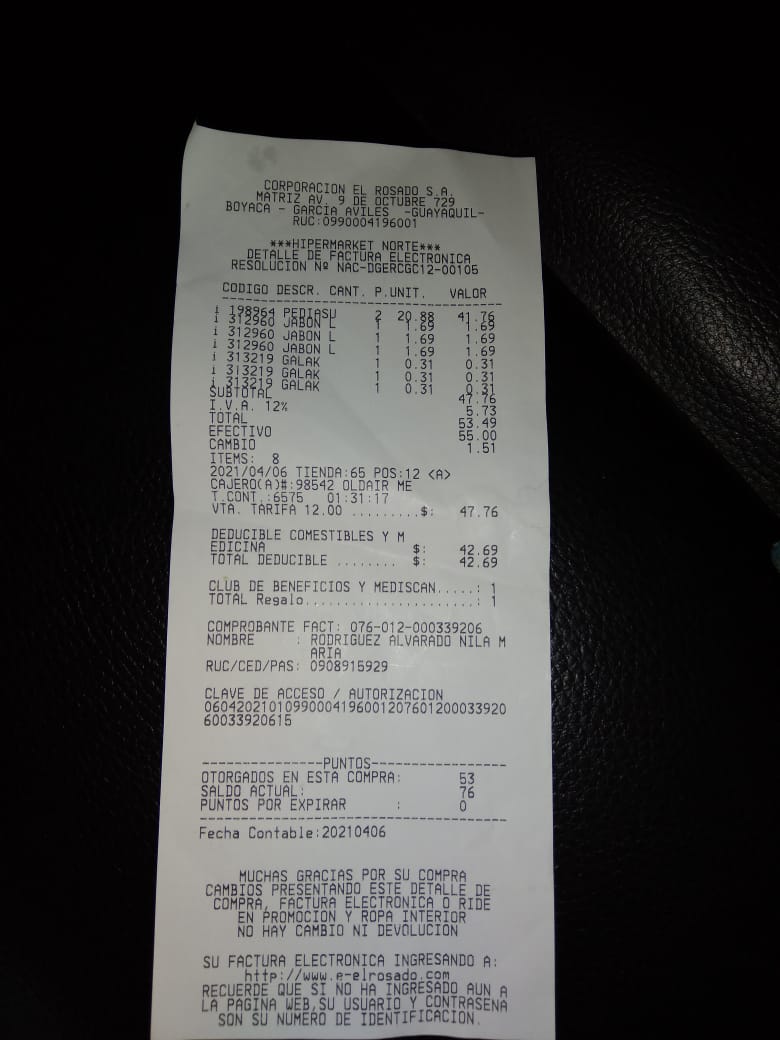 CORPORACION EL ROSADO S.A.
MATRIZ AV. 9 DE OCTUBRE 729
BOYACA - GARCIA AVILES -GUAYAQUIL-
RUC:0990004196001
***HIPERMARKET NORTE***
DETALLE DE FACTURA ELECTRONICA
RESOLUCION Nº NAC-DGERCGC12-00105
CODIGO DESCR. CANT. P.UNIT. VALOR
i 198964 PEDIASU 2 20.88 41.76
i 312960 JABON L 1 1.69 1.69
i 312960 JABON L 1 1.69 1.69
i 312960 JABON L 1 1.69 1.69
i 313219 GALAK 1 0.31 0.31
i 313219 GALAK 1 0.31 0.31
i 313219 GALAK 1 0.31 0.31
SUBTOTAL 47.76
I.V.A. 12% 5.73
TOTAL 53.49
EFECTIVO 55.00
CAMBIO 1.51
ITEMS: 8
2021/04/06 TIENDA:65 POS:12 <A>
CAJERO(A)#:98542 OLDAIR ME
T.CONT.:6575 01:31:17
VTA. TARIFA 12.00 .........$: 47.76
DEDUCIBLE COMESTIBLES Y M
EDICINA $: 42.69
TOTAL DEDUCIBLE ........ $: 42.69
CLUB DE BENEFICIOS Y MEDISCAN.....: 1
TOTAL Regalo......................: 1
COMPROBANTE FACT: 076-012-000339206
NOMBRE : RODRIGUEZ ALVARADO NILA M
ARIA
RUC/CED/PAS: 0908915929
CLAVE DE ACCESO / AUTORIZACION
06042021010990004196001207601200033920
60033920615
---------------PUNTOS-----------------
OTORGADOS EN ESTA COMPRA: 53
SALDO ACTUAL: 76
PUNTOS POR EXPIRAR : 0
Fecha Contable:20210406
MUCHAS GRACIAS POR SU COMPRA
CAMBIOS PRESENTANDO ESTE DETALLE DE
COMPRA, FACTURA ELECTRONICA O RIDE
EN PROMOCION Y ROPA INTERIOR
NO HAY CAMBIO NI DEVOLUCION
SU FACTURA ELECTRONICA INGRESANDO A:
http://www.e-elrosado.com
RECUERDE QUE SI NO HA INGRESADO AUN A
LA PAGINA WEB,SU USUARIO Y CONTRASENA
SON SU NUMERO DE IDENTIFICACION.